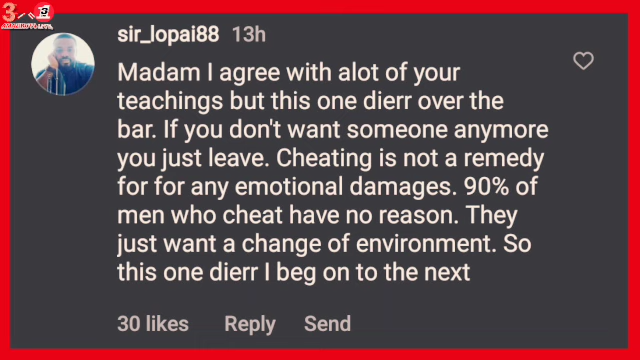 sir_lopai88 13h
Madam I agree with alot of your
teachings but this one dierr over the
bar. If you don't want someone anymore
you just leave. Cheating is not a remedy
for for any emotional damages. 90% of
men who cheat have no reason. They
just want a change of environment. So
this one dierr I beg on to the next
30 likes Reply Send